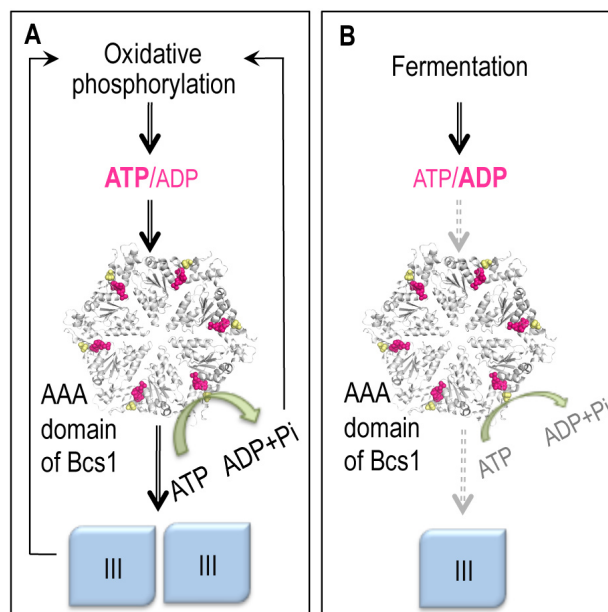 A
Oxidative
phosphorylation
ATP/ADP
AAA
domain
of Bcs1
ATP
ADP+Pi
III
III
B
Fermentation
ATP/ADP
AAA
domain
of Bcs1
ATP
ADP+Pi
III